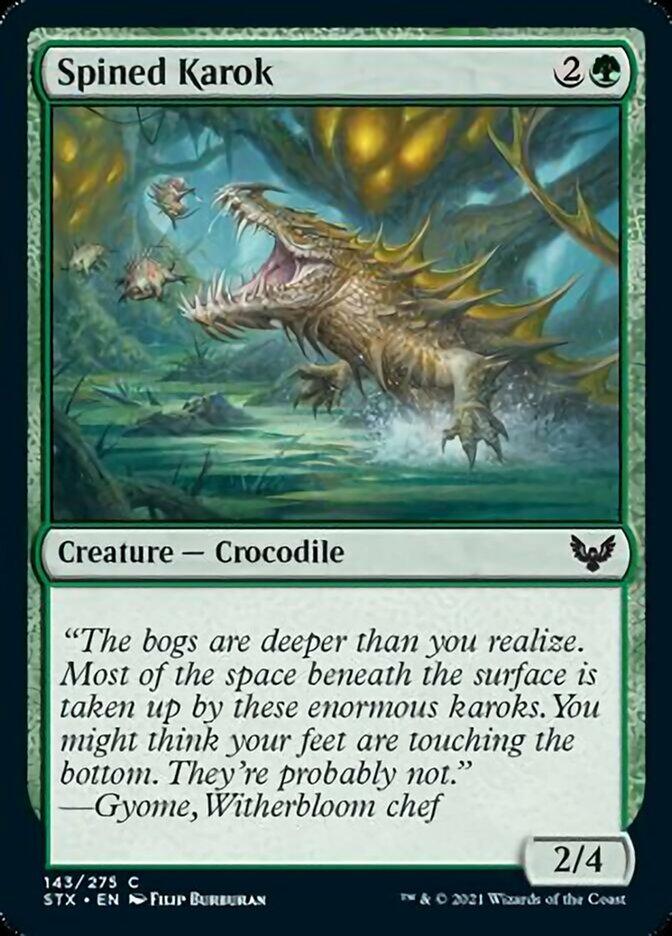 Spined Karok 2
Creature — Crocodile
“The bogs are deeper than you realize.
Most of the space beneath the surface is
taken up by these enormous karoks. You
might think your feet are touching the
bottom. They’re probably not.”
—Gyome, Witherbloom chef
2/4
143/275 C
STX • EN Filip Burburan
™ & © 2021 Wizards of the Coast